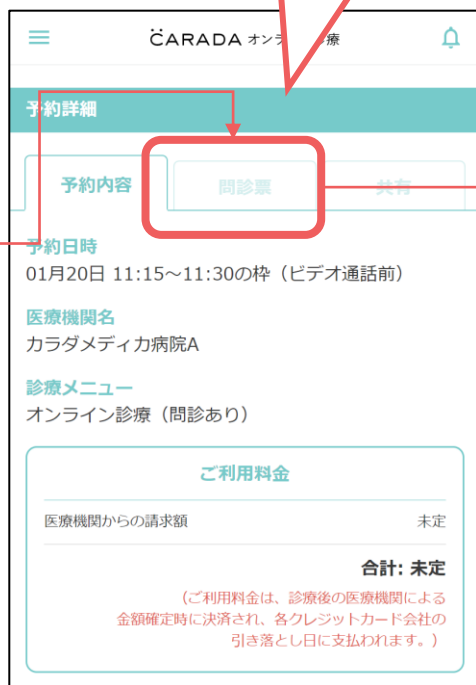 CARADA オンラ 療
予約詳細
予約内容 問診票 共有
予約日時
01月20日 11:15～11:30の枠（ビデオ通話前）
医療機関名
カラダメディカ病院A
診療メニュー
オンライン診療（問診あり）
ご利用料金
医療機関からの請求額 未定
合計: 未定
（ご利用料金は、診療後の医療機関による
金額確定時に決済され、各クレジットカード会社の
引き落とし日に支払われます。）